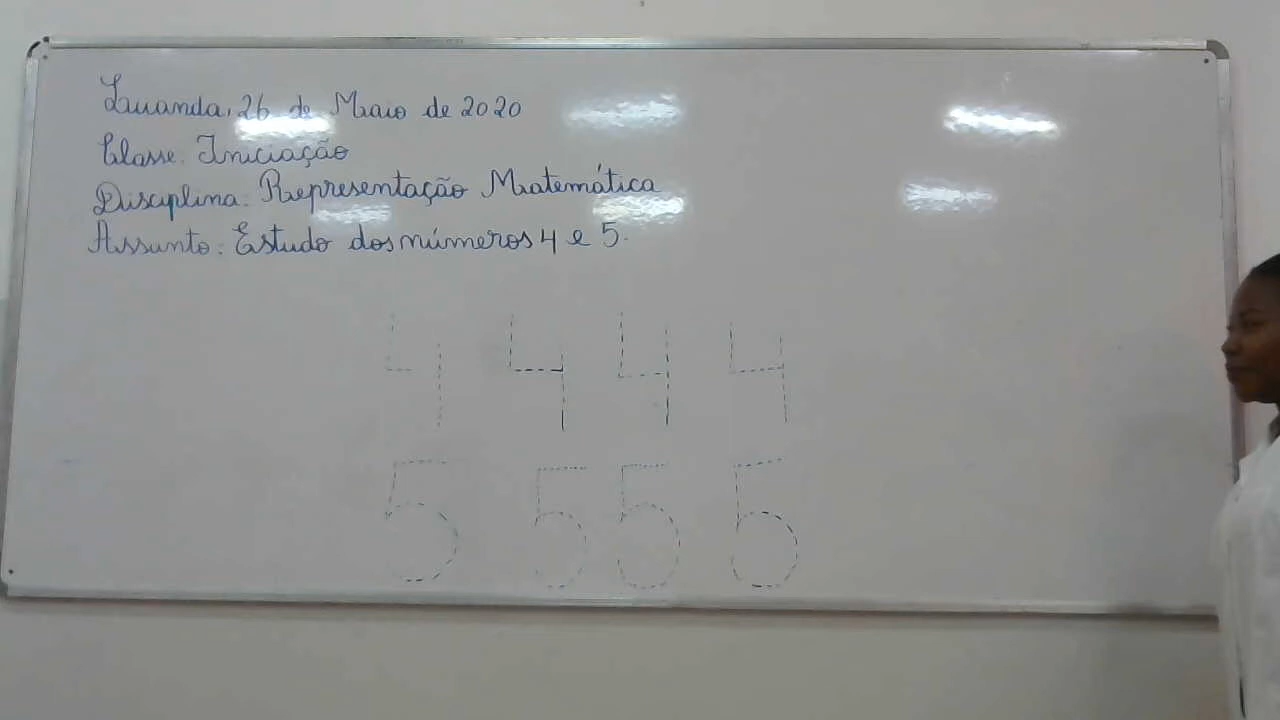 Luanda, 26 de Maio de 2020
Classe: Iniciação
Disciplina: Representação Matemática
Assunto: Estudo dos números 4 e 5.
4 4 4 4
5 5 5 5